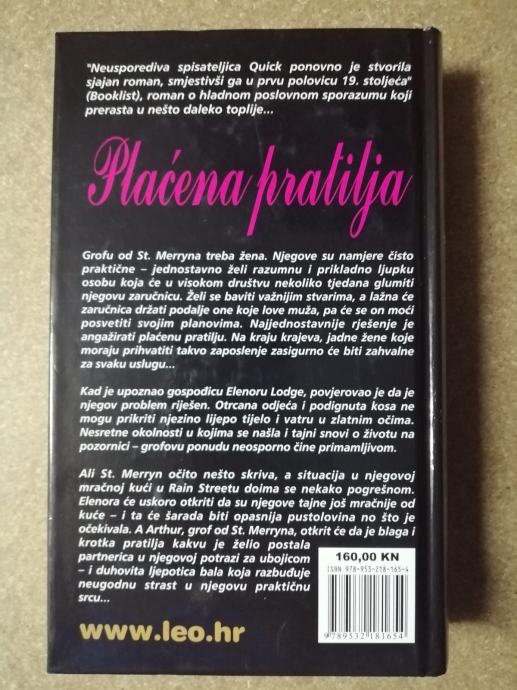 "Neusporediva spisateljica Quick ponovno je stvorila
sjajan roman, smjestivši ga u prvu polovicu 19. stoljeća"
(Booklist), roman o hladnom poslovnom sporazumu koji
prerasta u nešto daleko toplije...
Plaćena pratilja
Grofu od St. Merryna treba žena. Njegove su namjere čisto
praktične – jednostavno želi razumnu i prikladno ljupku
osobu koja će u visokom društvu nekoliko tjedana glumiti
njegovu zaručnicu. Želi se baviti važnijim stvarima, a lažna će
zaručnica držati podalje one koje love muža, pa će se on moći
posvetiti svojim planovima. Najjednostavnije rješenje je
angažirati plaćenu pratilju. Na kraju krajeva, jadne žene koje
moraju prihvatiti takvo zaposlenje zasigurno će biti zahvalne
za svaku uslugu...
Kad je upoznao gospođicu Elenoru Lodge, povjerovao je da je
njegov problem riješen. Otrcana odjeća i podignuta kosa ne
mogu prikriti njezino lijepo tijelo i vatru u zlatnim očima.
Nesretne okolnosti u kojima se našla i tajni snovi o životu na
pozornici – grofovu ponudu neosporno čine primamljivom.
Ali St. Merryn očito nešto skriva, a situacija u njegovoj
mračnoj kući u Rain Streetu doima se nekako pogrešnom.
Elenora će uskoro otkriti da su njegove tajne još mračnije od
kuće – i ta će šarada biti opasnija pustolovina no što je
očekivala. A Arthur, grof od St. Merryna, otkrit će da je blaga i
krotka pratilja kakvu je želio postala
partnerica u njegovoj potrazi za ubojicom
– i duhovita ljepotica bala koja razbuđuje
neugodnu strast u njegovu praktičnu
srcu...
www.leo.hr
160,00 KN
ISBN 978-953-218-165-4
9789532181654